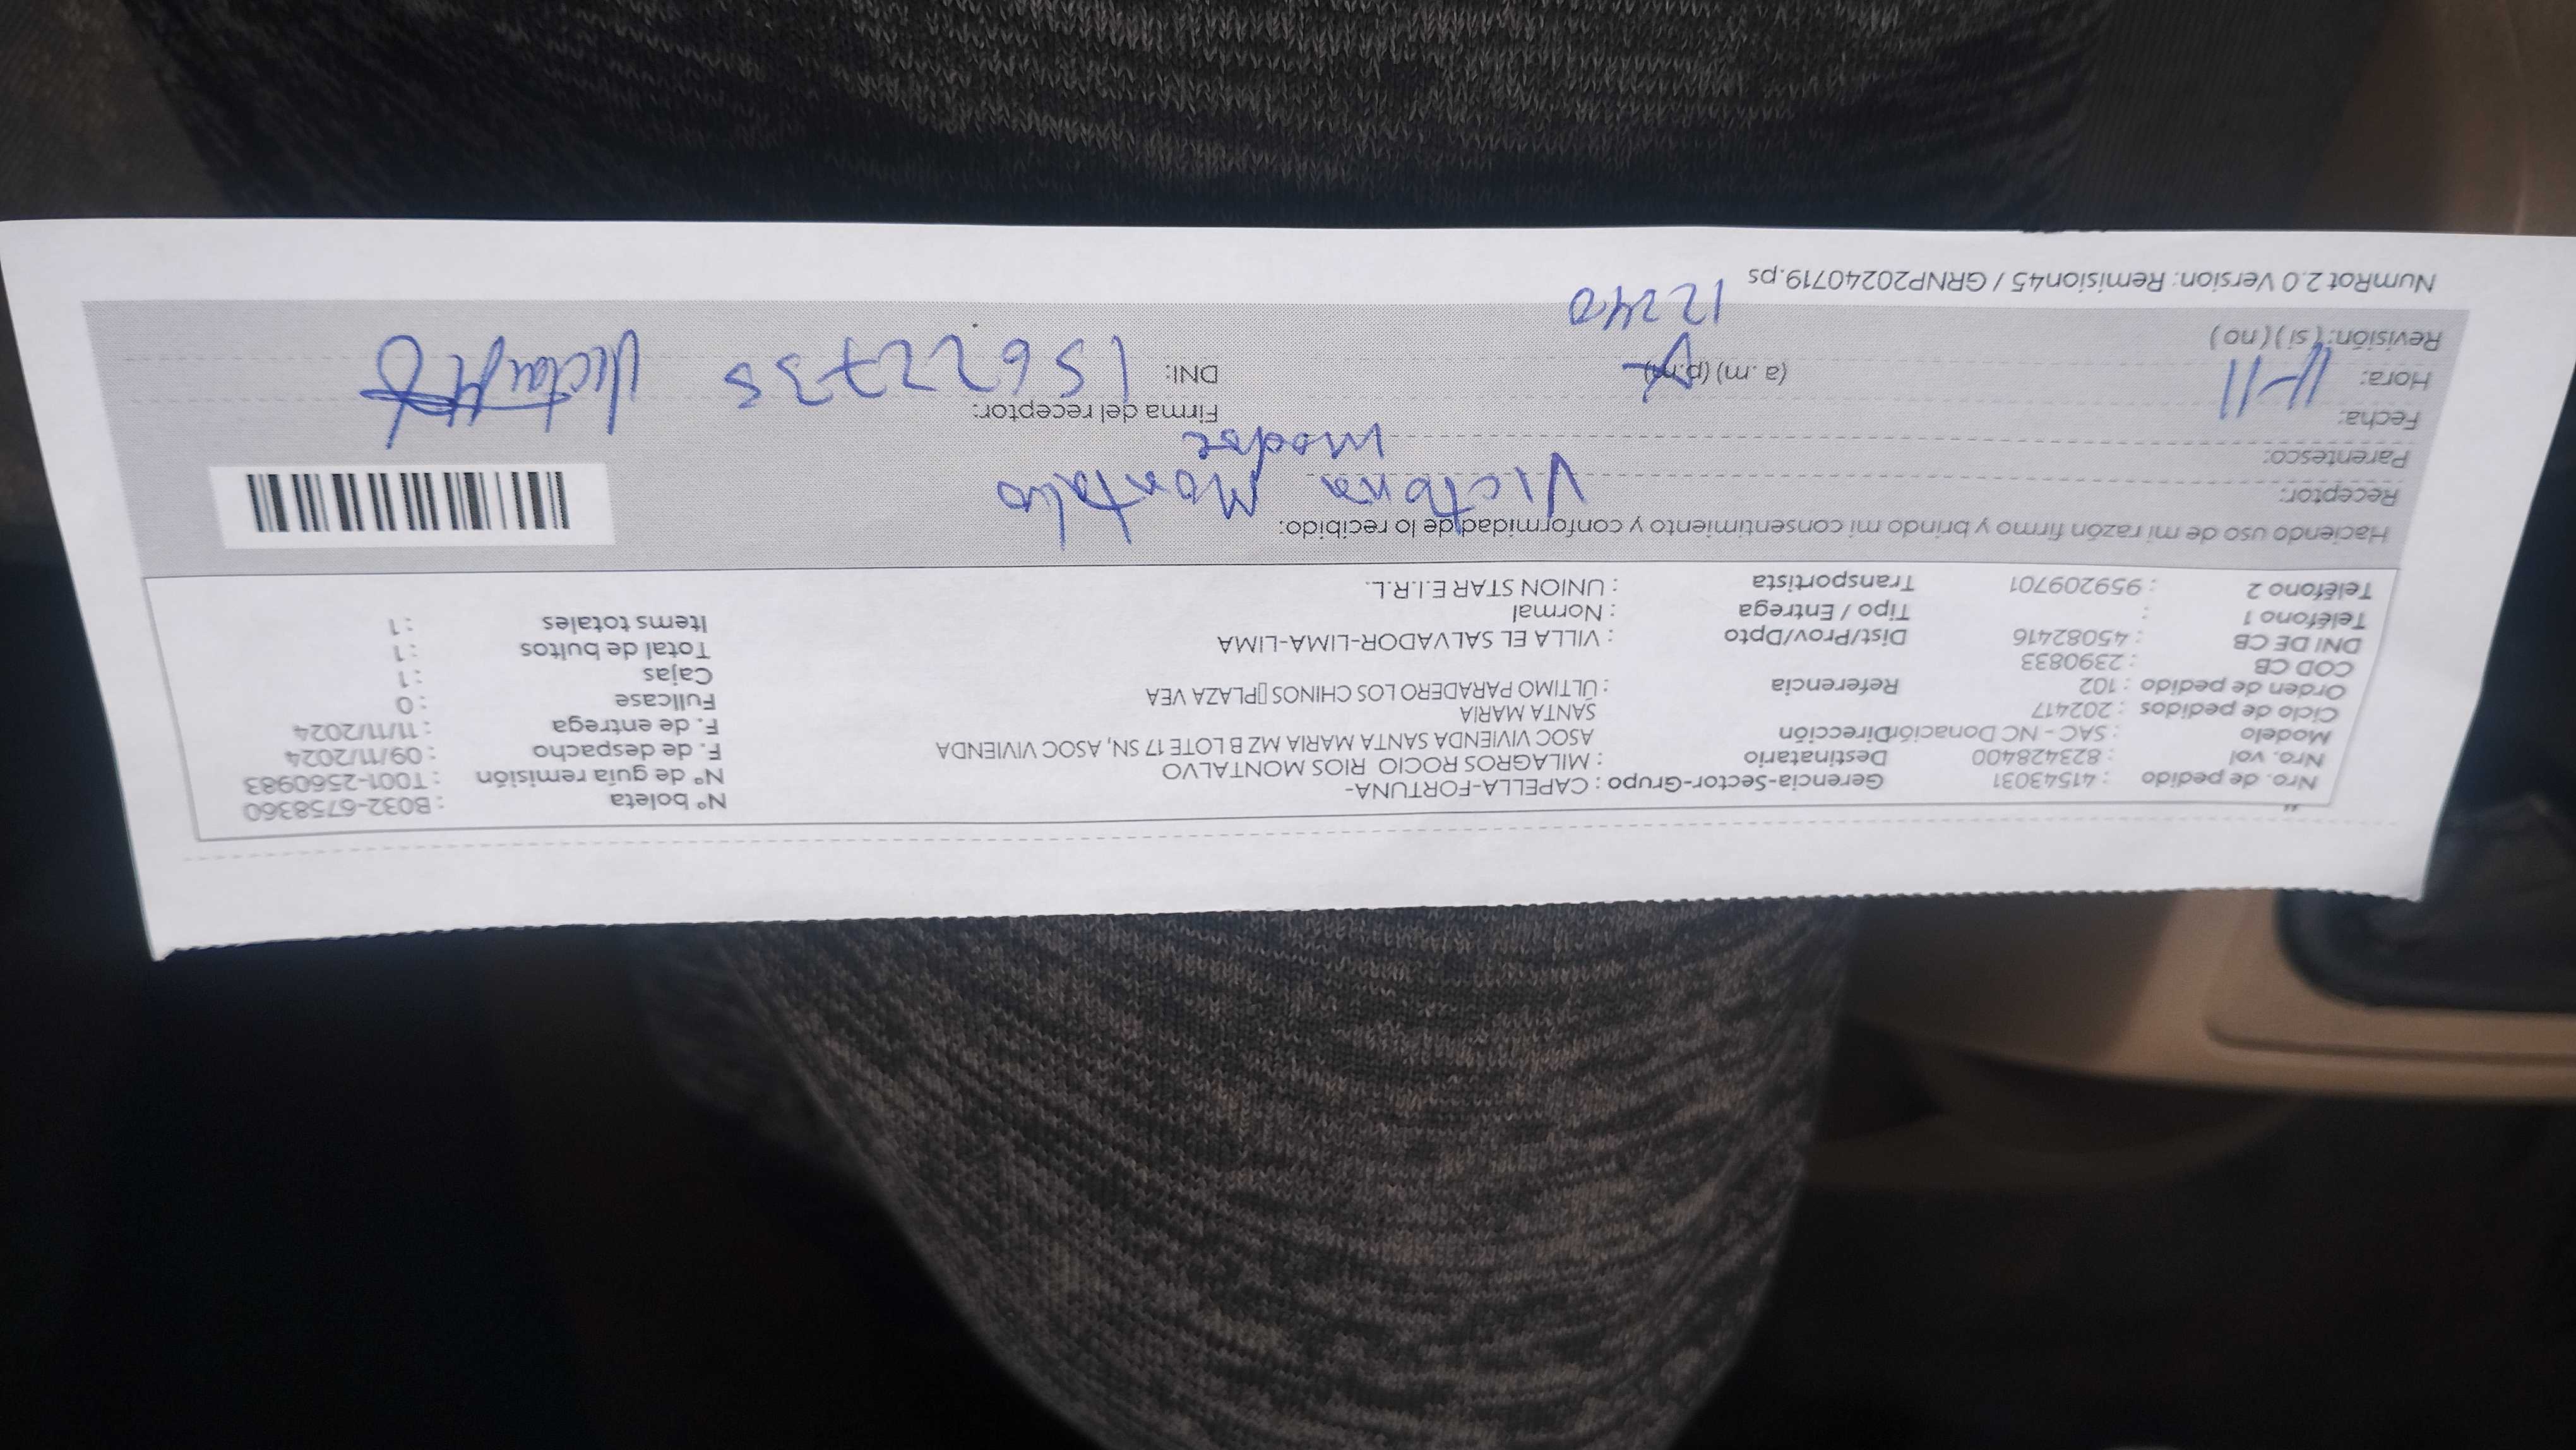 Nro. de pedido : 41543031 Gerencia-Sector-Grupo : CAPELLA-FORTUNA- Nº boleta : B032-6758360
Nro. vol : 823428400 Destinatario : MILAGROS ROCIO RIOS MONTALVO Nº de guía remisión : T001-2560983
Modelo : SAC - NC Donación Dirección ASOC VIVIENDA SANTA MARIA MZ B LOTE 17 SN, ASOC VIVIENDA F. de despacho : 09/11/2024
Ciclo de pedidos : 202417 SANTA MARIA F. de entrega : 11/11/2024
Orden de pedido : 102 Referencia : ÚLTIMO PARADERO LOS CHINOS PLAZA VEA Fullcase : 0
COD CB : 2390833 Cajas : 1
DNI DE CB : 45082416 Dist/Prov/Dpto : VILLA EL SALVADOR-LIMA-LIMA Total de bultos : 1
Teléfono 1 : Tipo / Entrega : Normal Items totales : 1
Teléfono 2 : 959209701 Transportista : UNION STAR E.I.R.L.
Haciendo uso de mi razón firmo y brindo mi consentimiento y conformidad de lo recibido:
Receptor: Victoria Montalvo
Parentesco: madre
Fecha: 11-11 Firma del receptor:
Hora: (a. m) (p.m) DNI: 15622735
Revisión: ( si ) ( no ) 12:40
NumRot 2.0 Version: Remision45 / GRNP20240719.ps